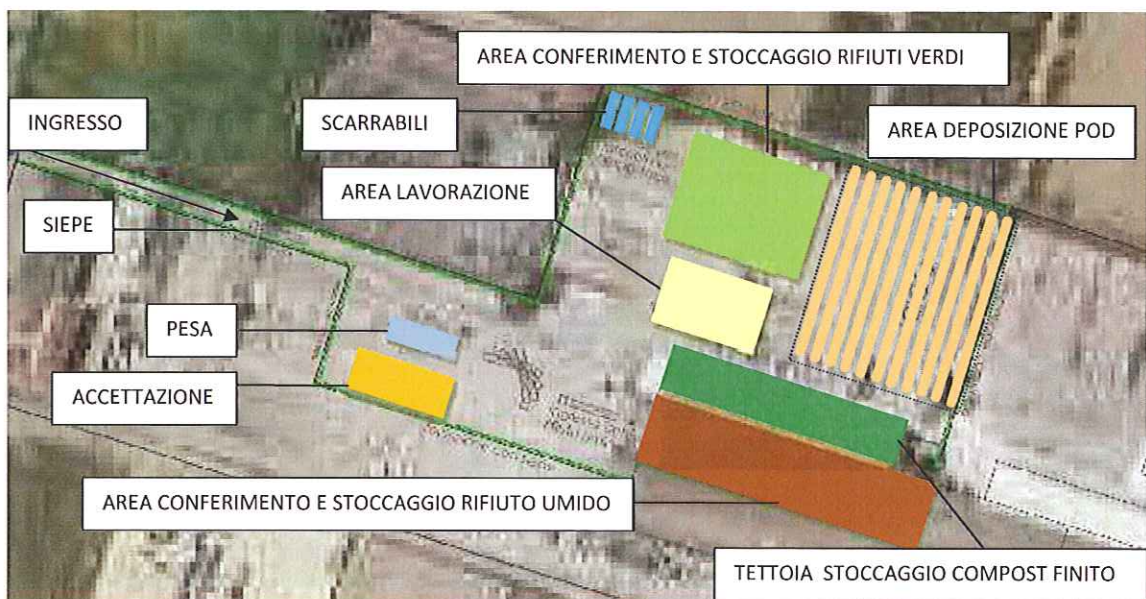 AREA CONFERIMENTO E STOCCAGGIO RIFIUTI VERDI
INGRESSO
SCARRABILI
AREA DEPOSIZIONE POD
AREA LAVORAZIONE
SIEPE
PESA
ACCETTAZIONE
AREA CONFERIMENTO E STOCCAGGIO RIFIUTO UMIDO
TETTOIA STOCCAGGIO COMPOST FINITO